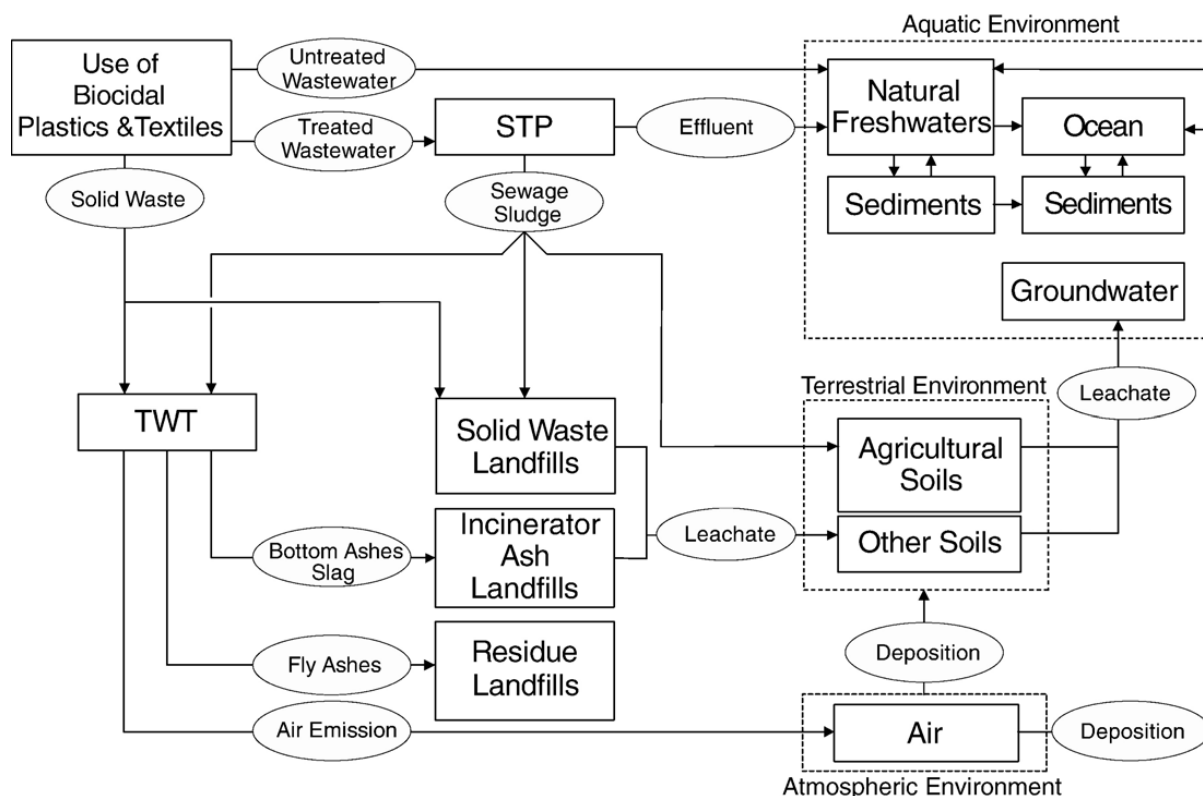 Aquatic Environment
Use of
Biocidal
Plastics &Textiles
Untreated
Wastewater
Treated
Wastewater
STP
Effluent
Natural
Freshwaters
Ocean
Solid Waste
Sewage
Sludge
Sediments
Sediments
Groundwater
Terrestrial Environment
Leachate
TWT
Solid Waste
Landfills
Agricultural
Soils
Bottom Ashes
Slag
Incinerator
Ash
Landfills
Leachate
Other Soils
Fly Ashes
Residue
Landfills
Deposition
Air Emission
Air
Deposition
Atmospheric Environment